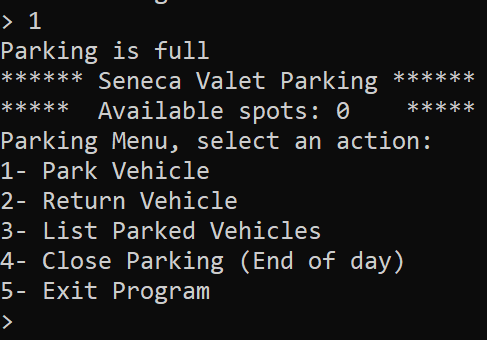 > 1
Parking is full
****** Seneca Valet Parking ******
*****  Available spots: 0    *****
Parking Menu, select an action:
1- Park Vehicle
2- Return Vehicle
3- List Parked Vehicles
4- Close Parking (End of day)
5- Exit Program
>